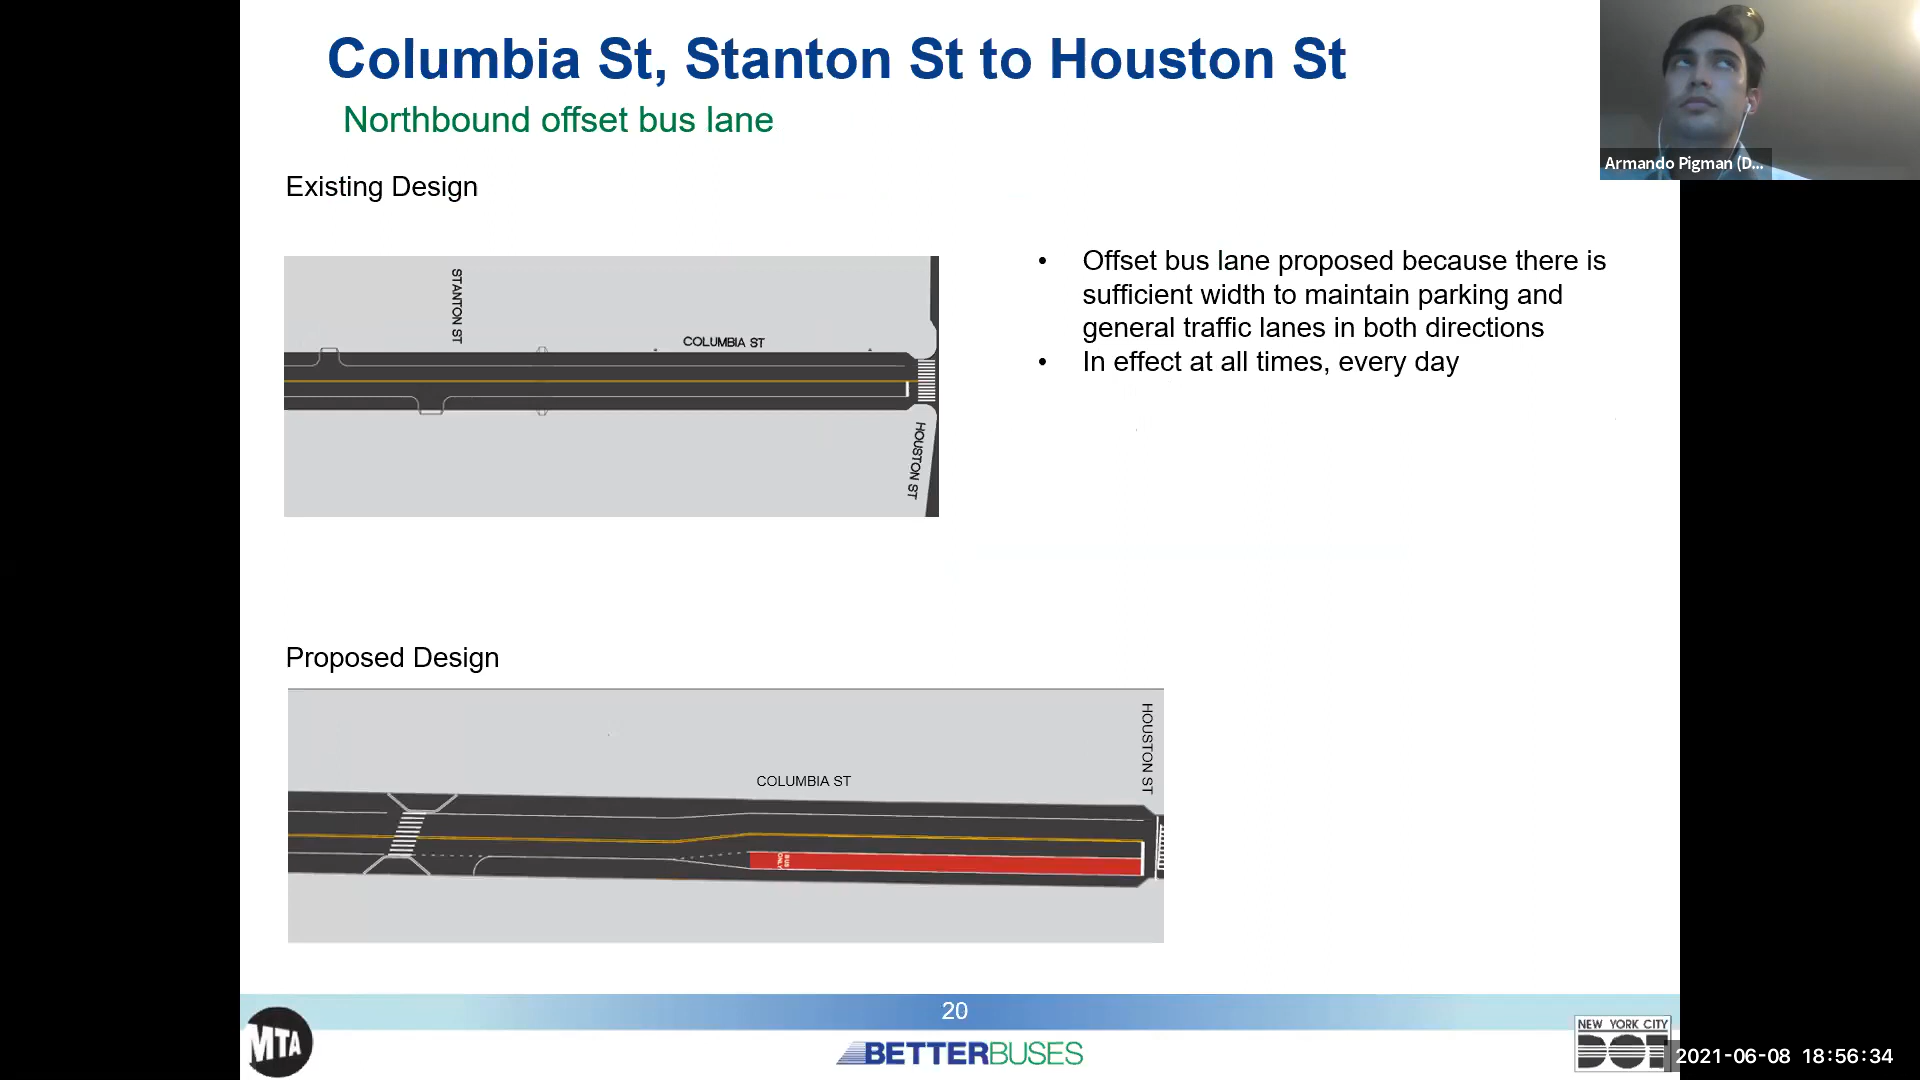 Columbia St, Stanton St to Houston St
Northbound offset bus lane
Armando Pigman (D...
Existing Design
STANTON ST
COLUMBIA ST
HOUSTON ST
• Offset bus lane proposed because there is
sufficient width to maintain parking and
general traffic lanes in both directions
• In effect at all times, every day
Proposed Design
HOUSTON ST
COLUMBIA ST
BUS
ONLY
20
MTA
BETTERBUSES
NEW YORK CITY
DOT
2021-06-08 18:56:34